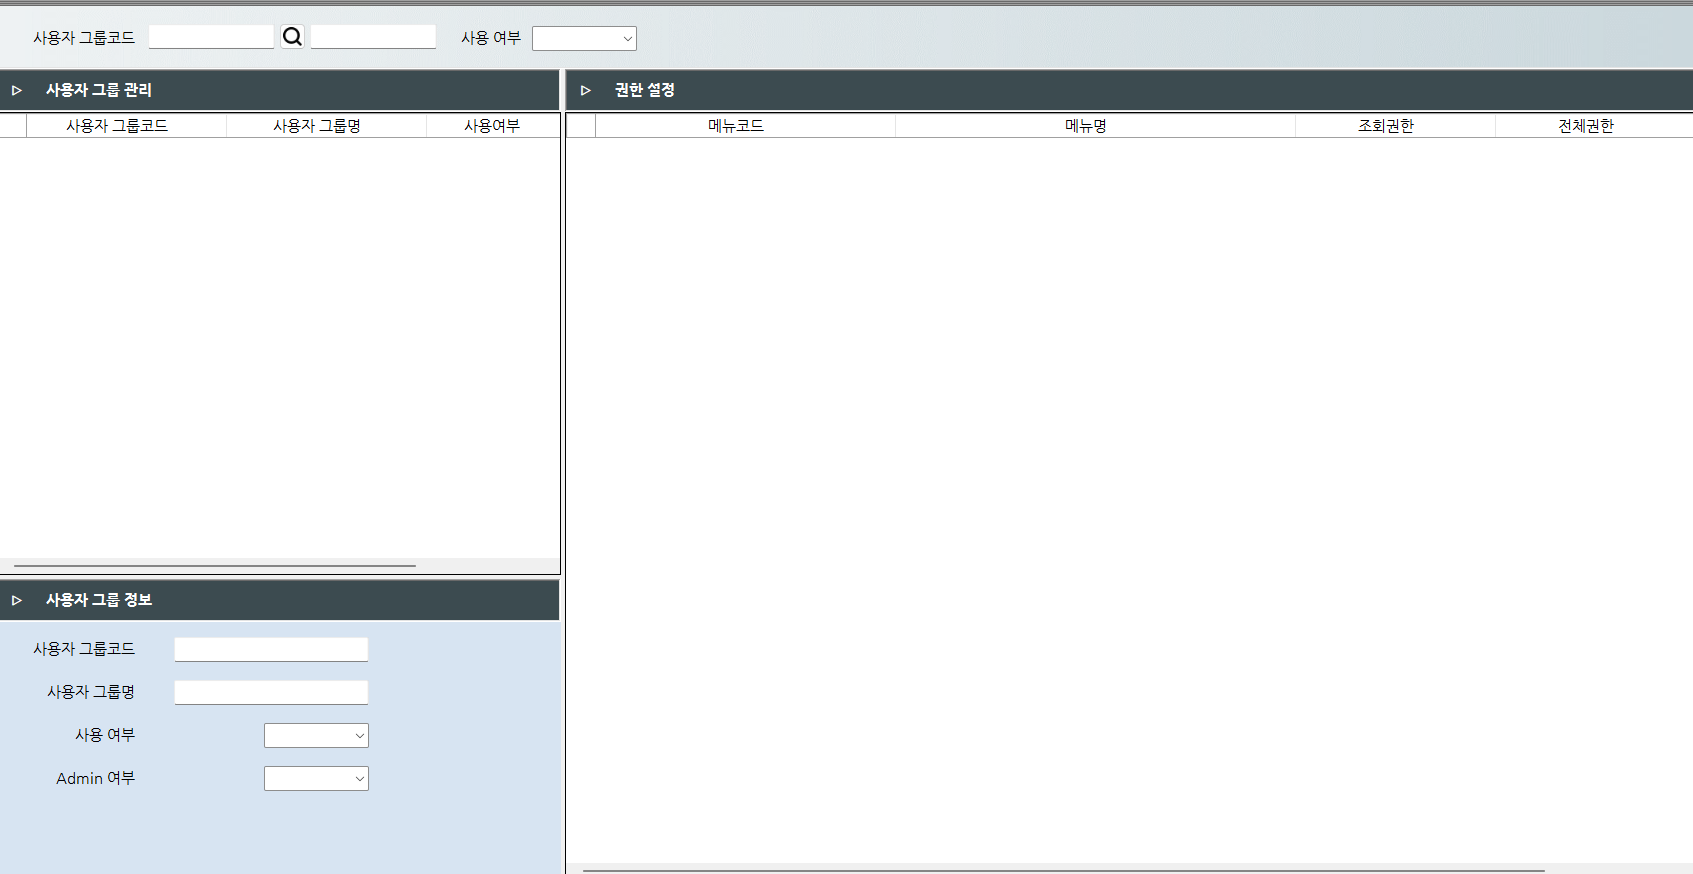 사용자 그룹코드 사용 여부
사용자 그룹 관리
사용자 그룹코드 사용자 그룹명 사용여부
권한 설정
메뉴코드 메뉴명 조회권한 전체권한
사용자 그룹 정보
사용자 그룹코드
사용자 그룹명
사용 여부
Admin 여부